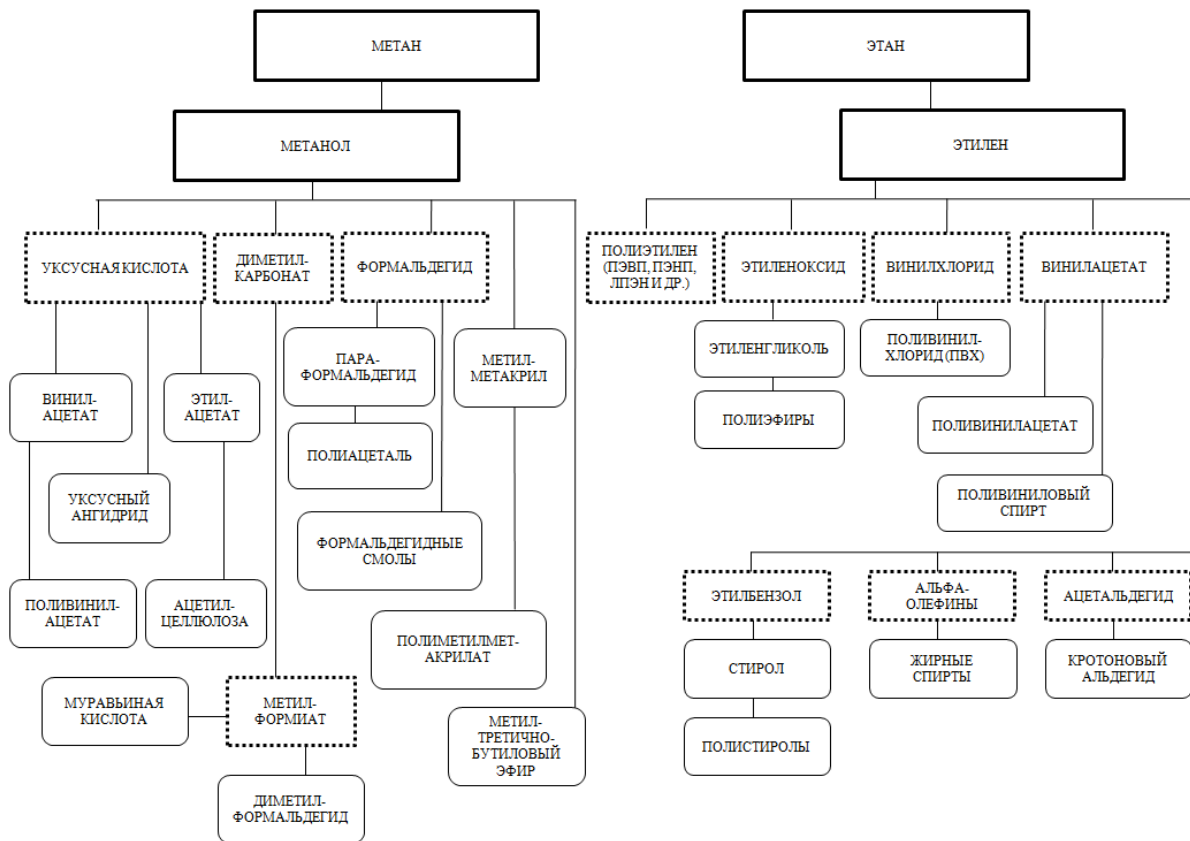 МЕТАН
МЕТАНОЛ
УКСУСНАЯ КИСЛОТА
ДИМЕТИЛ-
КАРБОНАТ
ФОРМАЛЬДЕГИД
ПАРА-
ФОРМАЛЬДЕГИД
МЕТИЛ-
МЕТАКРИЛ
ВИНИЛ-
АЦЕТАТ
ЭТИЛ-
АЦЕТАТ
ПОЛИАЦЕТАЛЬ
УКСУСНЫЙ
АНГИДРИД
ФОРМАЛЬДЕГИДНЫЕ
СМОЛЫ
ПОЛИВИНИЛ-
АЦЕТАТ
АЦЕТИЛ-
ЦЕЛЛЮЛОЗА
ПОЛИМЕТИЛМЕТ-
АКРИЛАТ
МУРАВЬИНАЯ
КИСЛОТА
МЕТИЛ-
ФОРМИАТ
МЕТИЛ-
ТРЕТИЧНО-
БУТИЛОВЫЙ
ЭФИР
ДИМЕТИЛ-
ФОРМАЛЬДЕГИД
ЭТАН
ЭТИЛЕН
ПОЛИЭТИЛЕН
(ПЭВП, ПЭНП,
ЛПЭН И ДР.)
ЭТИЛЕНОКСИД
ВИНИЛХЛОРИД
ВИНИЛАЦЕТАТ
ЭТИЛЕНГЛИКОЛЬ
ПОЛИВИНИЛ-
ХЛОРИД (ПВХ)
ПОЛИЭФИРЫ
ПОЛИВИНИЛАЦЕТАТ
ПОЛИВИНИЛОВЫЙ
СПИРТ
ЭТИЛБЕНЗОЛ
АЛЬФА-
ОЛЕФИНЫ
АЦЕТАЛЬДЕГИД
СТИРОЛ
ЖИРНЫЕ
СПИРТЫ
КРОТОНОВЫЙ
АЛЬДЕГИД
ПОЛИСТИРОЛЫ